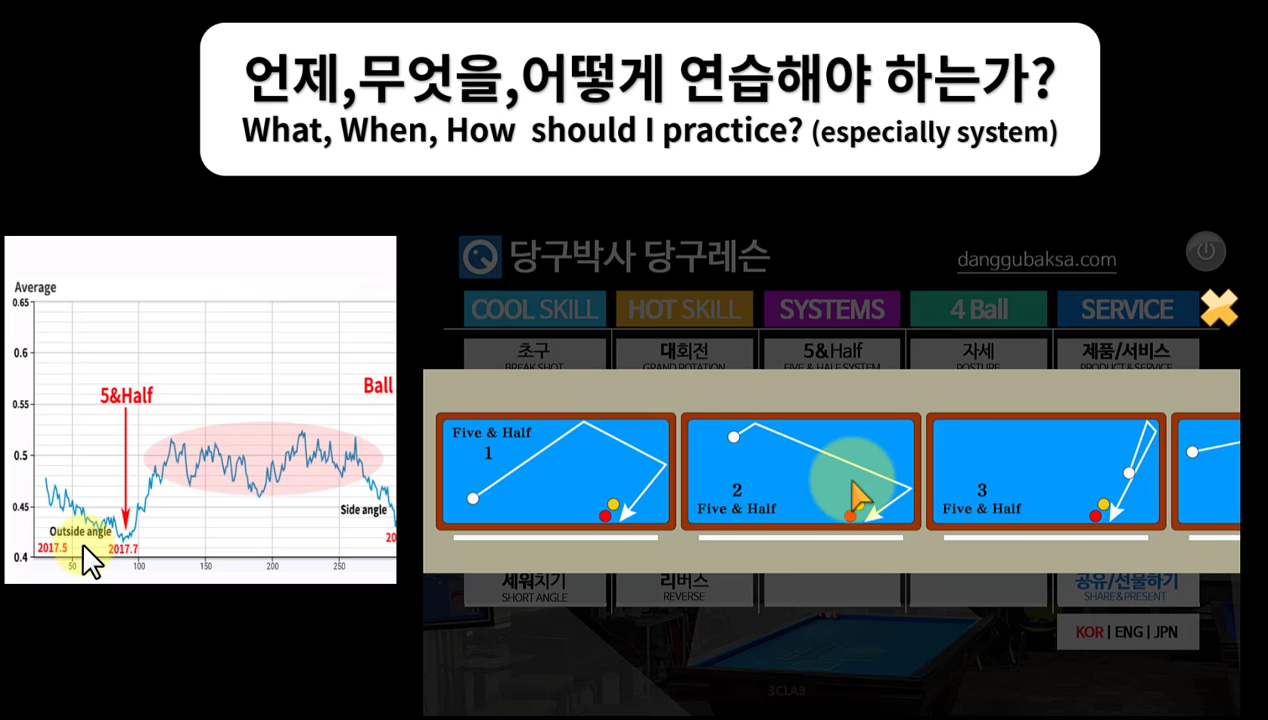 언제,무엇을,어떻게 연습해야 하는가?
What, When, How should I practice? (especially system)
Average
0.65
0.6
0.55
0.5
0.45
0.4
5&Half
Ball
Outside angle
Side angle
2017.5
2017.7
20
50
100
150
200
250
당구박사 당구레슨
danggubaksa.com
COOL SKILL
HOT SKILL
SYSTEMS
4 Ball
SERVICE
초구
대회전
5&Half
자세
제품/서비스
BREAK SHOT
GRAND ROTATION
FIVE & HALF SYSTEM
POSTURE
PRODUCT & SERVICE
Five & Half
1
2
Five & Half
3
Five & Half
세워치기
리버스
공유/선물하기
SHORT ANGLE
REVERSE
SHARE & PRESENT
KOR | ENG | JPN
3CLAB